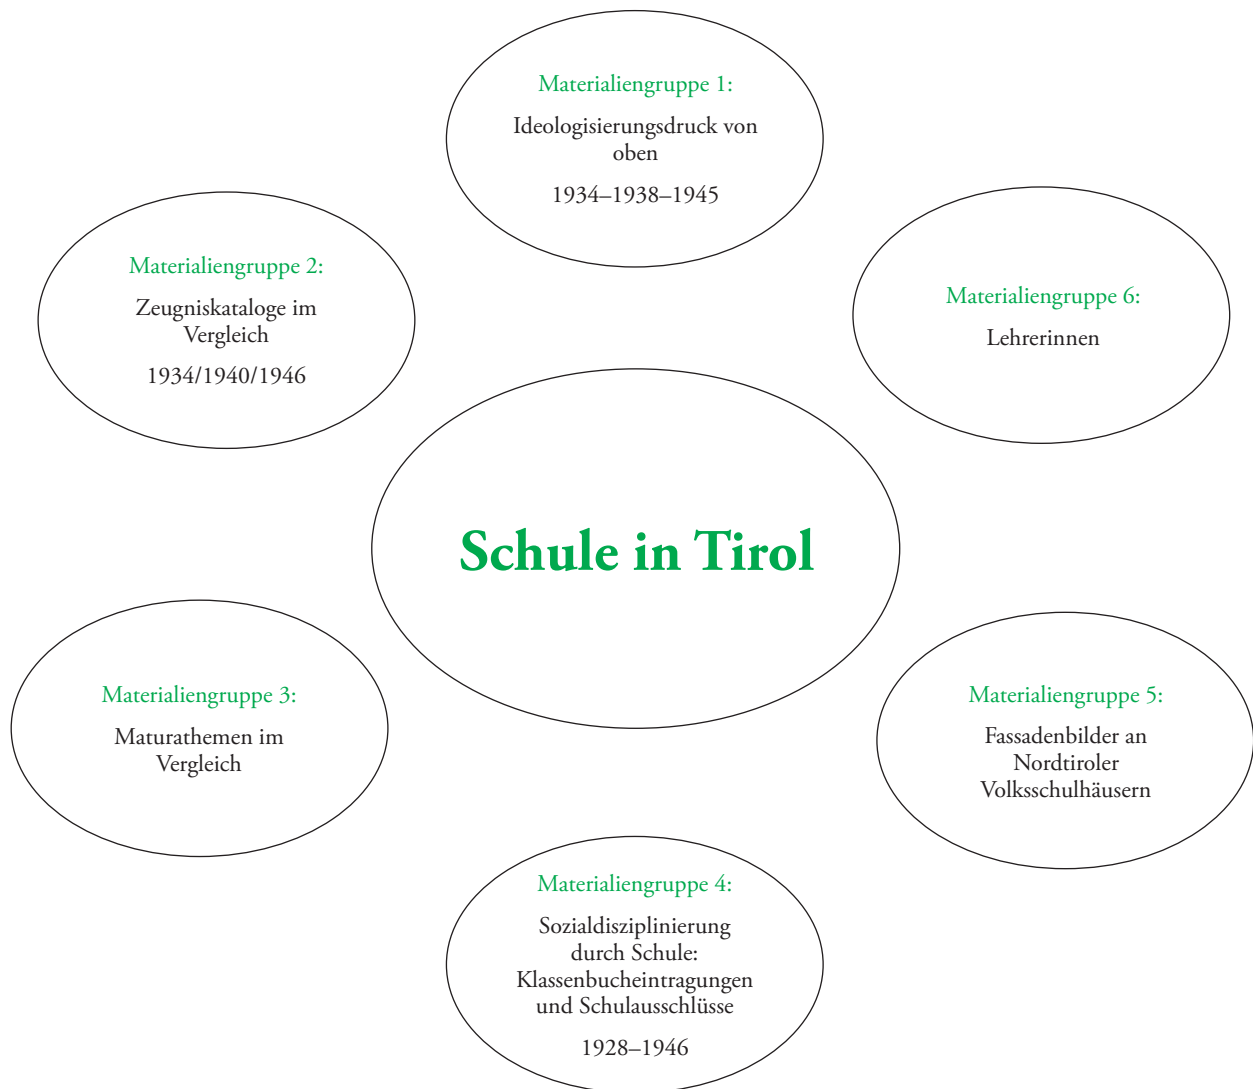 Materialiengruppe 1:
Ideologisierungsdruck von
oben
1934–1938–1945
Materialiengruppe 2:
Zeugniskataloge im
Vergleich
1934/1940/1946
Materialiengruppe 6:
Lehrerinnen
Schule in Tirol
Materialiengruppe 3:
Maturathemen im
Vergleich
Materialiengruppe 5:
Fassadenbilder an
Nordtiroler
Volksschulhäusern
Materialiengruppe 4:
Sozialdisziplinierung
durch Schule:
Klassenbucheintragungen
und Schulausschlüsse
1928–1946